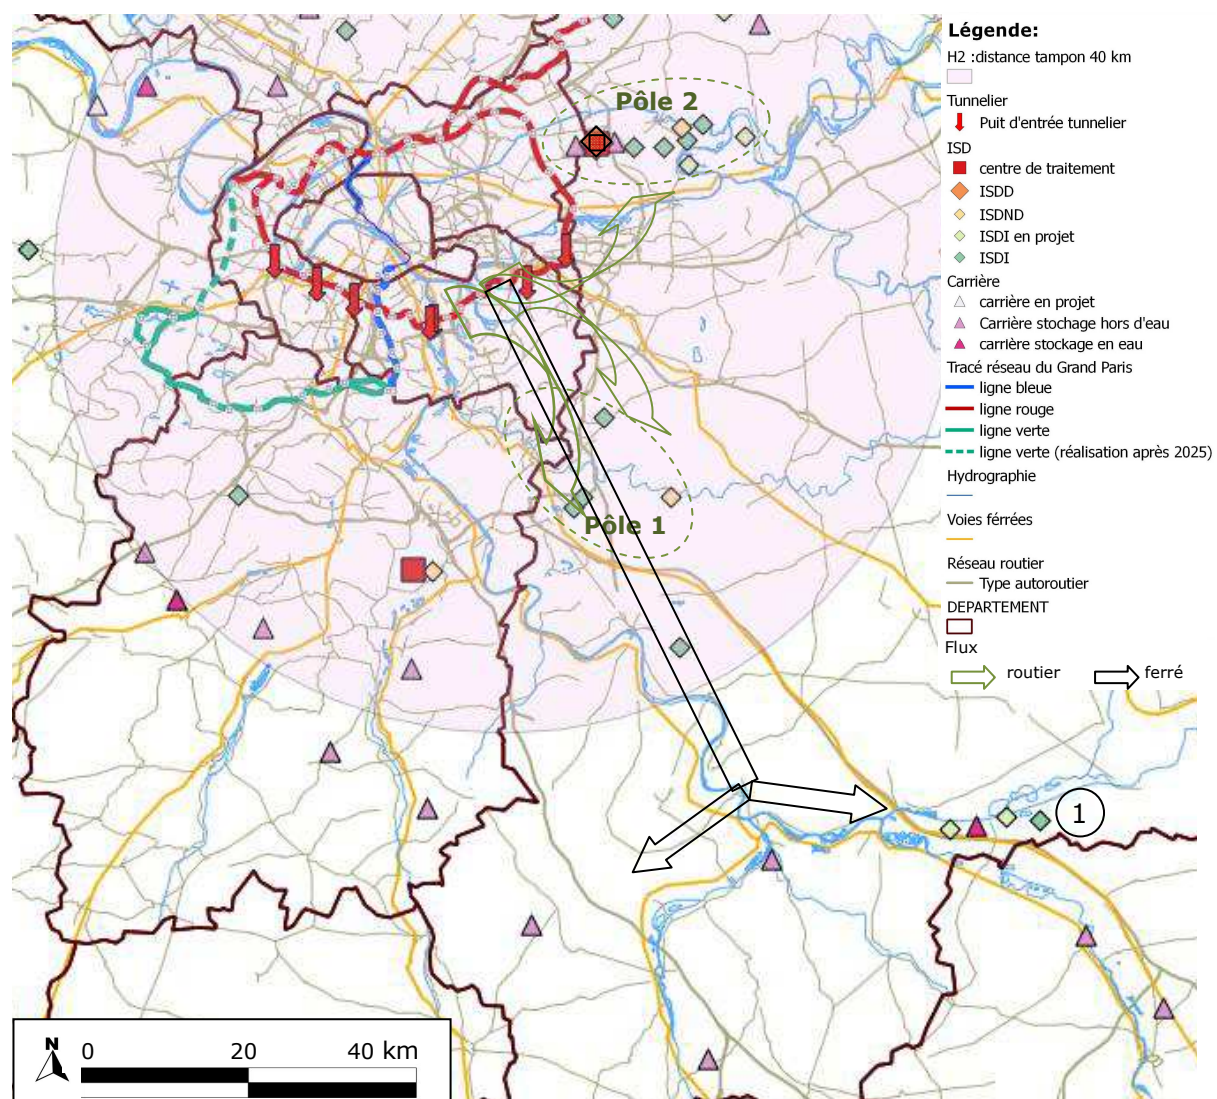 Légende:
H2 :distance tampon 40 km
Tunnelier
Puit d'entrée tunnelier
ISD
centre de traitement
ISDD
ISDND
ISDI en projet
ISDI
Carrière
carrière en projet
Carrière stockage hors d'eau
carrière stockage en eau
Tracé réseau du Grand Paris
ligne bleue
ligne rouge
ligne verte
ligne verte (réalisation après 2025)
Hydrographie
Voies férrées
Réseau routier
Type autoroutier
DEPARTEMENT
Flux
routier
ferré
Pôle 2
Pôle 1
1
N
0 20 40 km